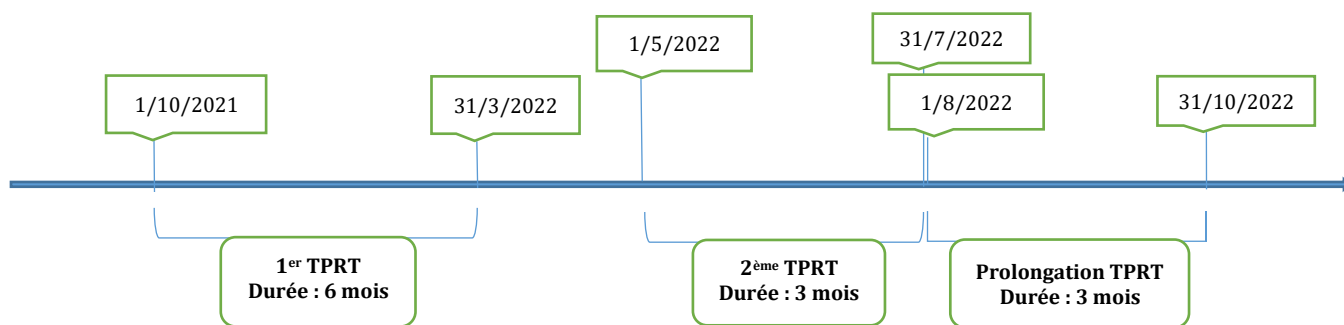 1/5/2022
31/7/2022
1/10/2021
31/3/2022
1/8/2022
31/10/2022
1er TPRT
Durée : 6 mois
2ème TPRT
Durée : 3 mois
Prolongation TPRT
Durée : 3 mois